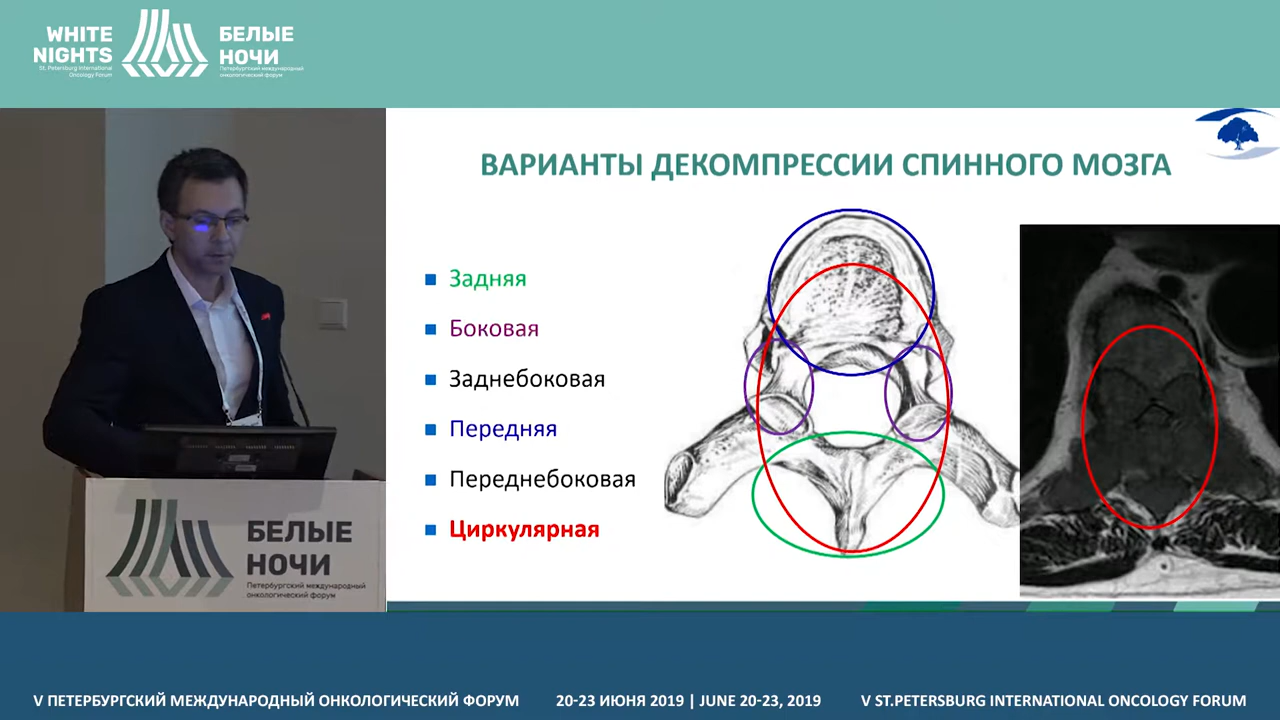 WHITE
NIGHTS
St. Petersburg International
Oncology Forum
БЕЛЫЕ
НОЧИ
Петербургский международный
онкологический форум
ВАРИАНТЫ ДЕКОМПРЕССИИ СПИННОГО МОЗГА
Задняя
Боковая
Заднебоковая
Передняя
Переднебоковая
Циркулярная
БЕЛЫЕ
НОЧИ
Петербургский международный
онкологический форум
V ПЕТЕРБУРГСКИЙ МЕЖДУНАРОДНЫЙ ОНКОЛОГИЧЕСКИЙ ФОРУМ
20-23 ИЮНЯ 2019 | JUNE 20-23, 2019
V ST.PETERSBURG INTERNATIONAL ONCOLOGY FORUM